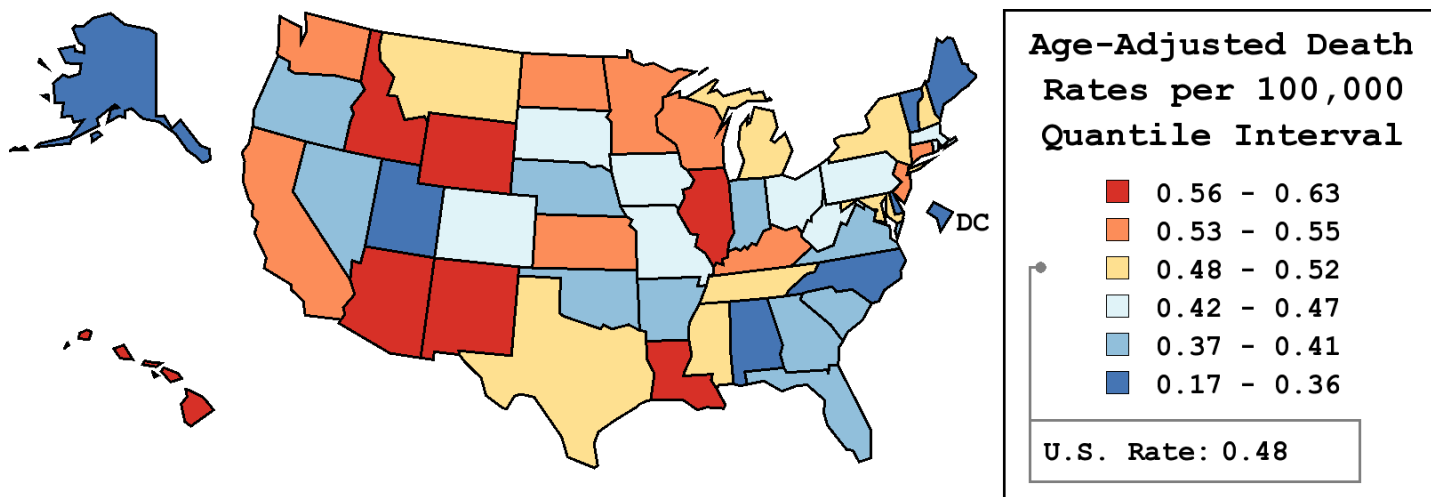 Age-Adjusted Death
Rates per 100,000
Quantile Interval
0.56 - 0.63
0.53 - 0.55
0.48 - 0.52
0.42 - 0.47
0.37 - 0.41
0.17 - 0.36
U.S. Rate: 0.48
DC